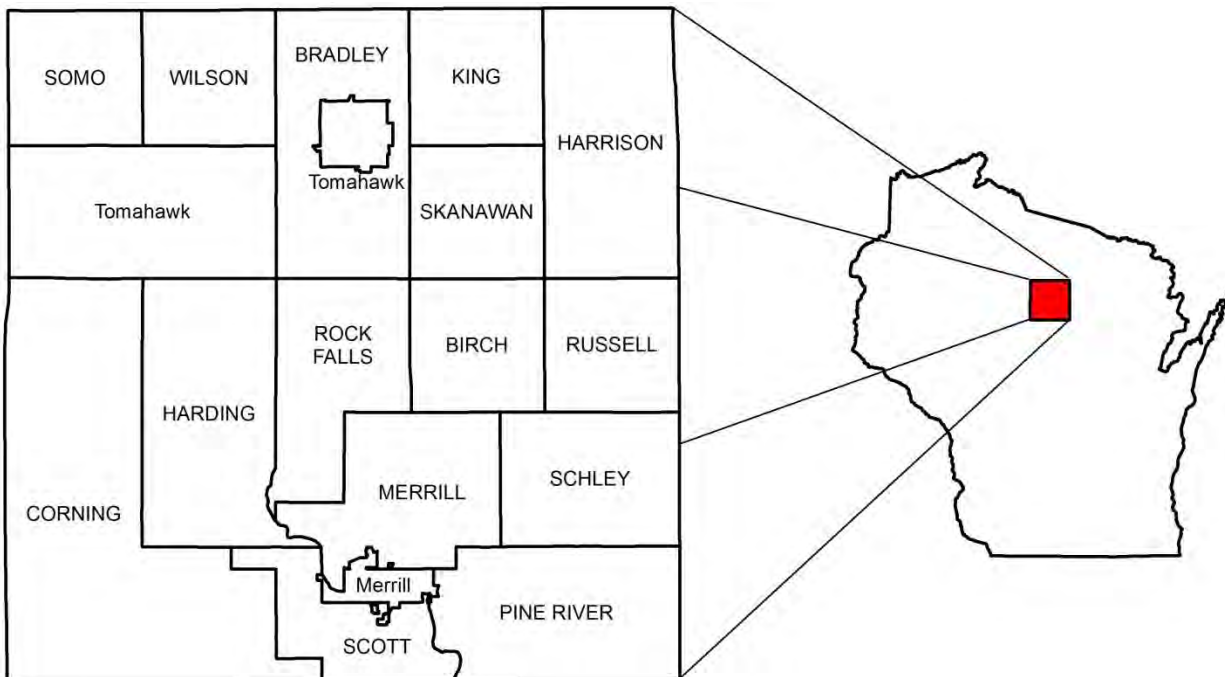 SOMO
WILSON
BRADLEY
KING
HARRISON
Tomahawk
Tomahawk
SKANAWAN
ROCK
FALLS
BIRCH
RUSSELL
HARDING
CORNING
MERRILL
SCHLEY
Merrill
PINE RIVER
SCOTT